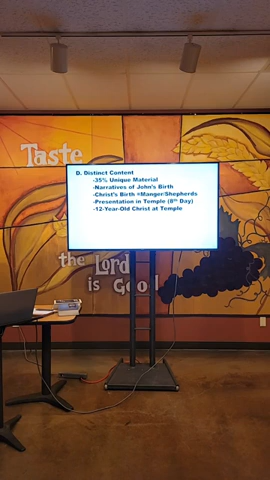 Taste
D. Distinct Content
-35% Unique Material
-Narratives of John's Birth
-Christ's Birth =Manger/Shepherds
-Presentation in Temple (8th Day)
-12-Year-Old Christ at Temple
the Lord
is Good